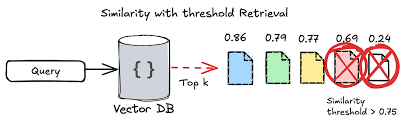 Similarity with threshold Retrieval
0.86 0.79 0.77 0.69 0.24
Query
{ }
Top k
Vector DB
Similarity
threshold > 0.75